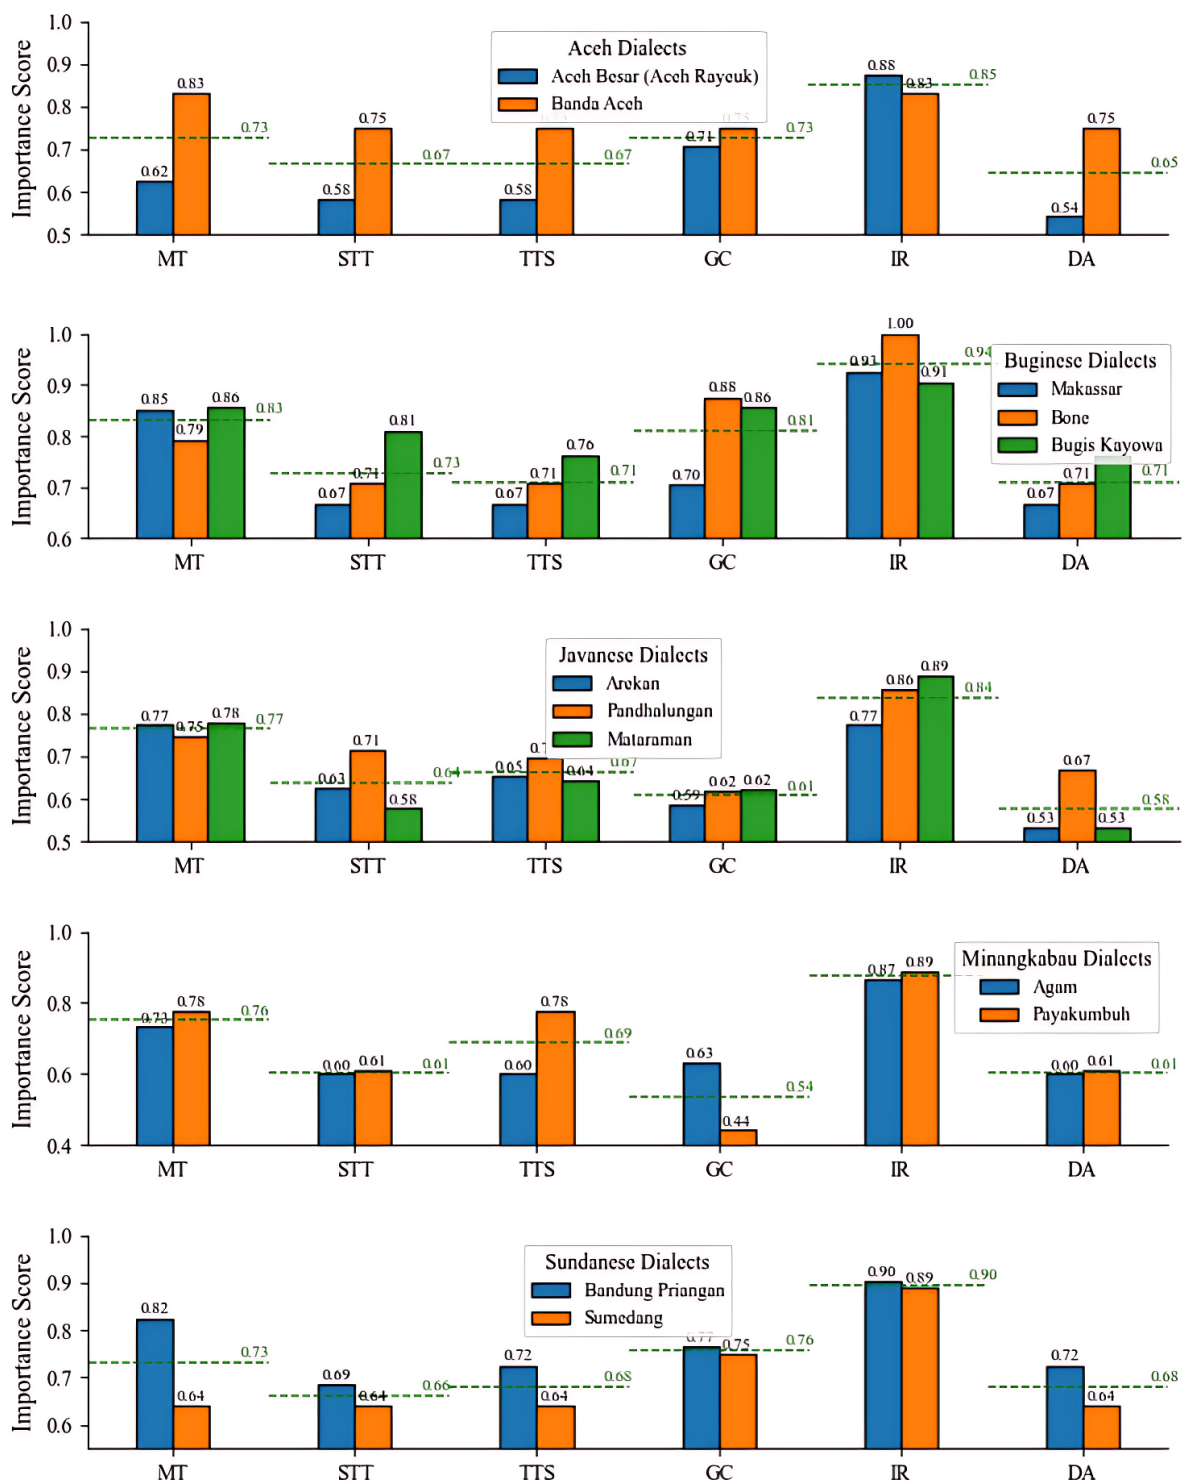 Importance Score
1.0
0.9
0.8
0.7
0.6
0.5
Aceh Dialects
Aceh Besar (Aceh Rayeuk)
Banda Aceh
0.62 0.83 0.73
0.58 0.75 0.67
0.58 0.67
0.71 0.75 0.73
0.88 0.83 0.85
0.54 0.75 0.65
MT STT TTS GC IR DA
Importance Score
1.0
0.9
0.8
0.7
0.6
Buginese Dialects
Makassar
Bone
Bugis Kayowa
0.85 0.79 0.86 0.83
0.67 0.71 0.81 0.73
0.67 0.71 0.76 0.71
0.70 0.88 0.86 0.81
0.93 1.00 0.91 0.94
0.67 0.71 0.71
MT STT TTS GC IR DA
Importance Score
1.0
0.9
0.8
0.7
0.6
0.5
Javanese Dialects
Arekan
Pandhalungan
Mataraman
0.77 0.75 0.78 0.77
0.63 0.71 0.58 0.64
0.65 0.64 0.67
0.59 0.62 0.62 0.61
0.77 0.86 0.89 0.84
0.53 0.67 0.53 0.58
MT STT TTS GC IR DA
Importance Score
1.0
0.8
0.6
0.4
Minangkabau Dialects
Agam
Payakumbuh
0.73 0.78 0.76
0.60 0.61 0.61
0.60 0.78 0.69
0.63 0.44 0.54
0.87 0.89
0.60 0.61 0.61
MT STT TTS GC IR DA
Importance Score
1.0
0.9
0.8
0.7
0.6
Sundanese Dialects
Bandung Priangan
Sumedang
0.82 0.64 0.73
0.69 0.64 0.66
0.72 0.64 0.68
0.77 0.75 0.76
0.90 0.89 0.90
0.72 0.64 0.68
MT STT TTS GC IR DA